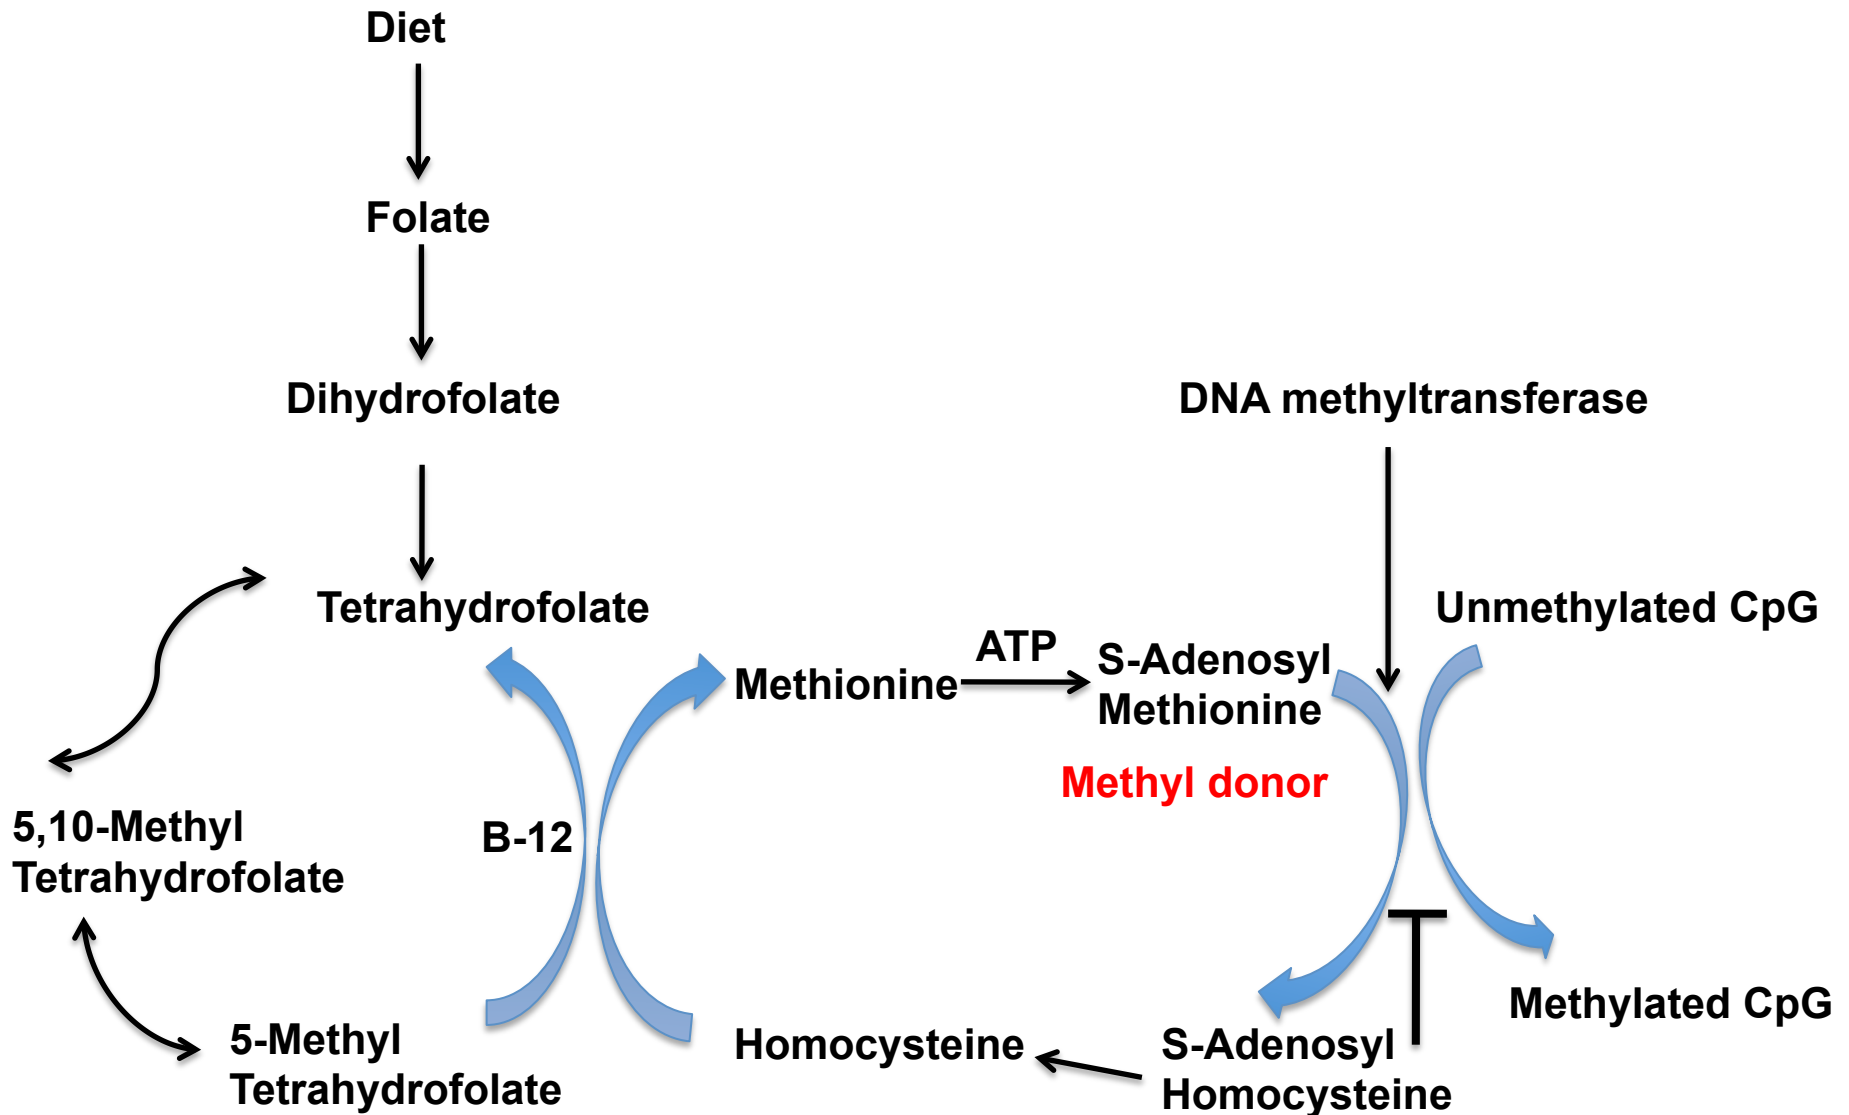 Diet
Folate
Dihydrofolate
DNA methyltransferase
Tetrahydrofolate
Unmethylated CpG
Methionine
ATP
S-Adenosyl
Methionine
Methyl donor
5,10-Methyl
Tetrahydrofolate
B-12
5-Methyl
Tetrahydrofolate
Homocysteine
S-Adenosyl
Homocysteine
Methylated CpG